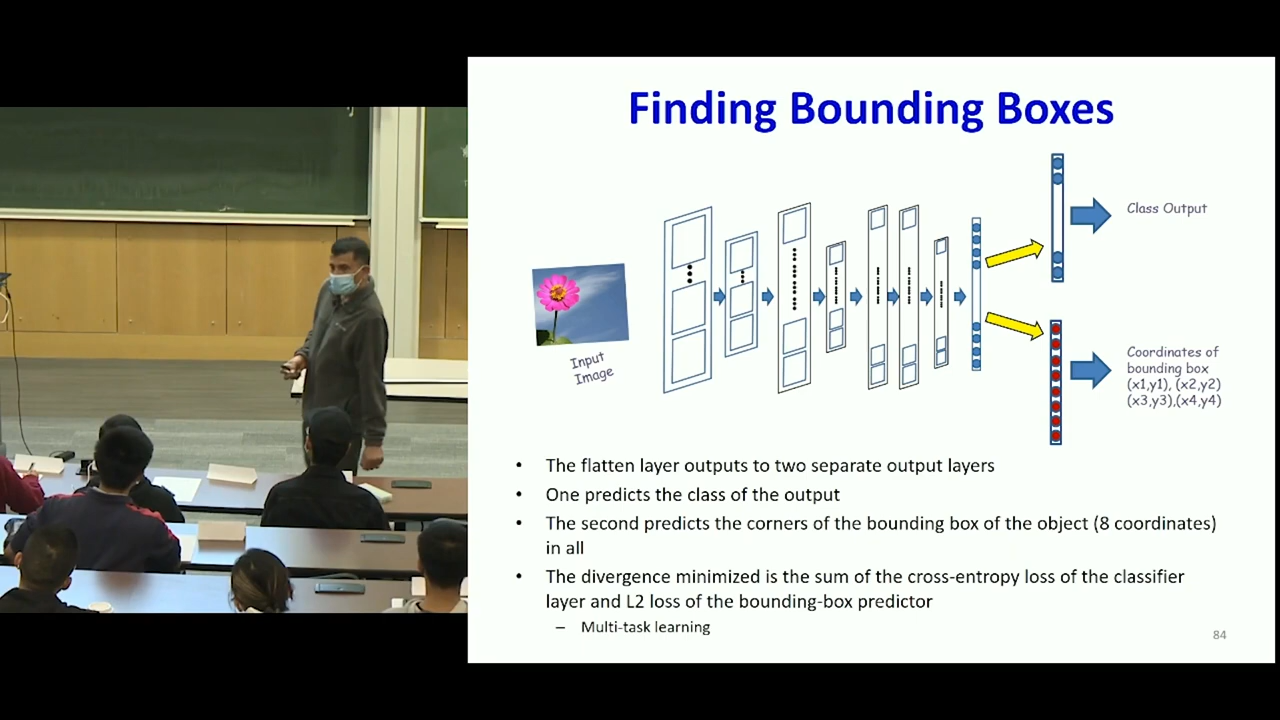 Finding Bounding Boxes
Input
Image
Class Output
Coordinates of
bounding box
(x1,y1), (x2,y2)
(x3,y3),(x4,y4)
• The flatten layer outputs to two separate output layers
• One predicts the class of the output
• The second predicts the corners of the bounding box of the object (8 coordinates)
in all
• The divergence minimized is the sum of the cross-entropy loss of the classifier
layer and L2 loss of the bounding-box predictor
– Multi-task learning
84